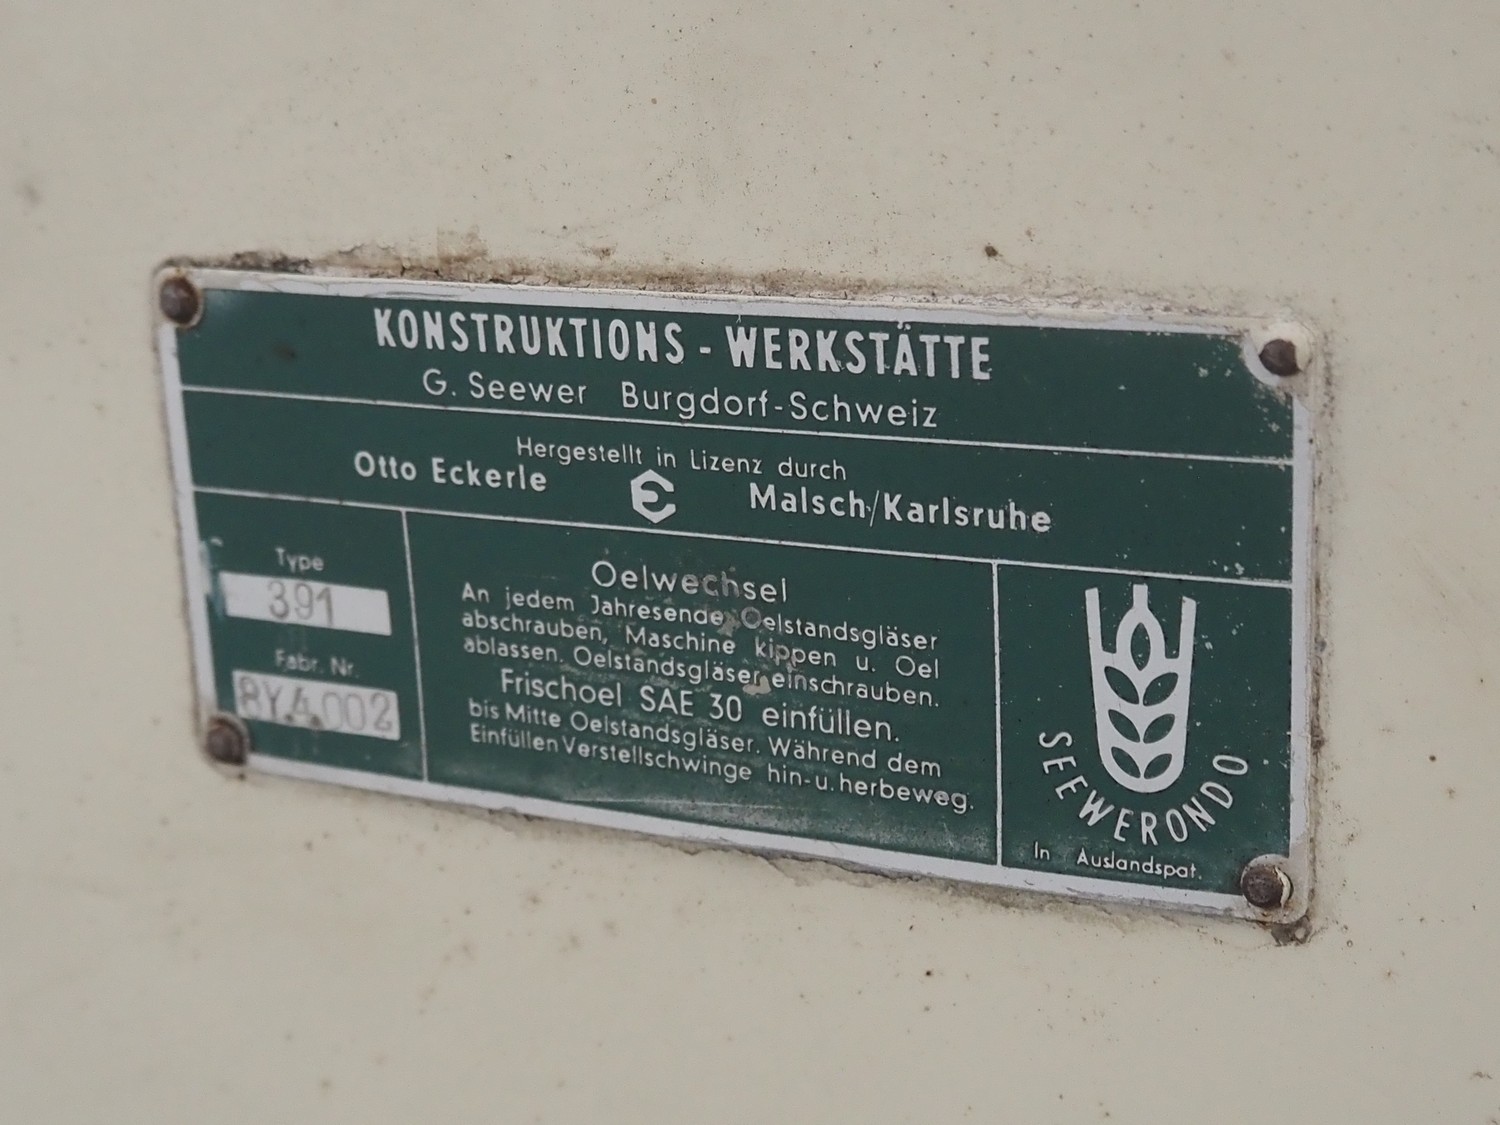 KONSTRUKTIONS - WERKSTÄTTE
G. Seewer Burgdorf-Schweiz
Hergestellt in Lizenz durch
Otto Eckerle E Malsch/Karlsruhe
Type
391
Fabr. Nr.
8Y.4.002
Oelwechsel
An jedem Jahresende Oelstandsgläser
abschrauben, Maschine kippen u. Oel
ablassen. Oelstandsgläser einschrauben.
Frischoel SAE 30 einfüllen.
bis Mitte Oelstandsgläser. Während dem
Einfüllen Verstellschwinge hin-u. herbeweg.
SEEWERONDO
In Auslandspat.